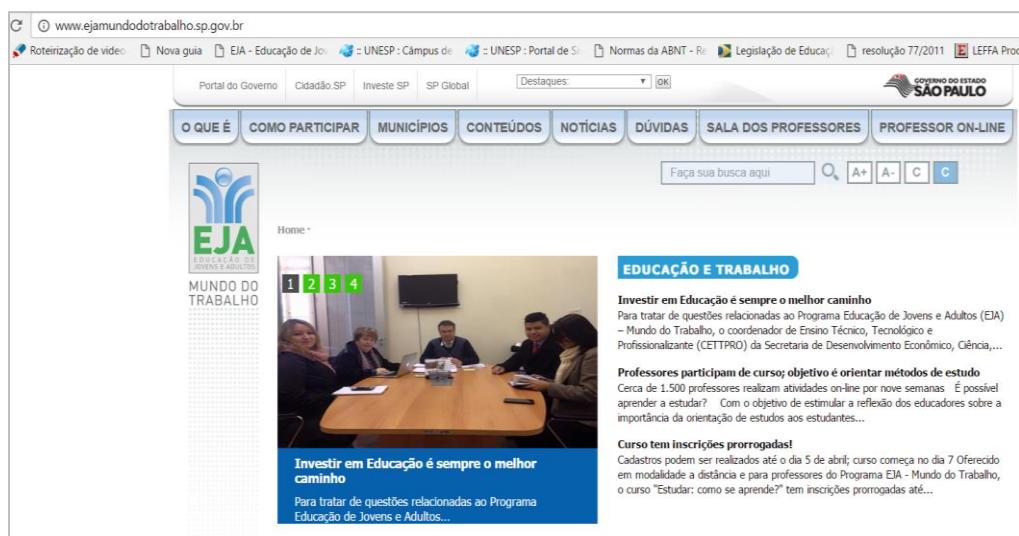 www.ejamundodotrabalho.sp.gov.br
Roteirização de video Nova guia EJA - Educação de Jov :: UNESP : Câmpus de :: UNESP : Portal de Normas da ABNT - Re Legislação de Educaç resolução 77/2011 LEFFA Proc
Portal do Governo Cidadão.SP Investe SP SP Global Destaques: OK GOVERNO DO ESTADO
SÃO PAULO
O QUE É COMO PARTICIPAR MUNICÍPIOS CONTEÚDOS NOTÍCIAS DÚVIDAS SALA DOS PROFESSORES PROFESSOR ON-LINE
Faça sua busca aqui A+ A- C C
EJA
EDUCAÇÃO DE
JOVENS E ADULTOS
MUNDO DO
TRABALHO
Home
1 2 3 4
Investir em Educação é sempre o melhor
caminho
Para tratar de questões relacionadas ao Programa
Educação de Jovens e Adultos...
EDUCAÇÃO E TRABALHO
Investir em Educação é sempre o melhor caminho
Para tratar de questões relacionadas ao Programa Educação de Jovens e Adultos (EJA)
– Mundo do Trabalho, o coordenador de Ensino Técnico, Tecnológico e
Profissionalizante (CETTPRO) da Secretaria de Desenvolvimento Econômico, Ciência,...
Professores participam de curso; objetivo é orientar métodos de estudo
Cerca de 1.500 professores realizam atividades on-line por nove semanas É possível
aprender a estudar? Com o objetivo de estimular a reflexão dos educadores sobre a
importância da orientação de estudos aos estudantes...
Curso tem inscrições prorrogadas!
Cadastros podem ser realizados até o dia 5 de abril; curso começa no dia 7 Oferecido
em modalidade a distância e para professores do Programa EJA - Mundo do Trabalho,
o curso "Estudar: como se aprende?" tem inscrições prorrogadas até...